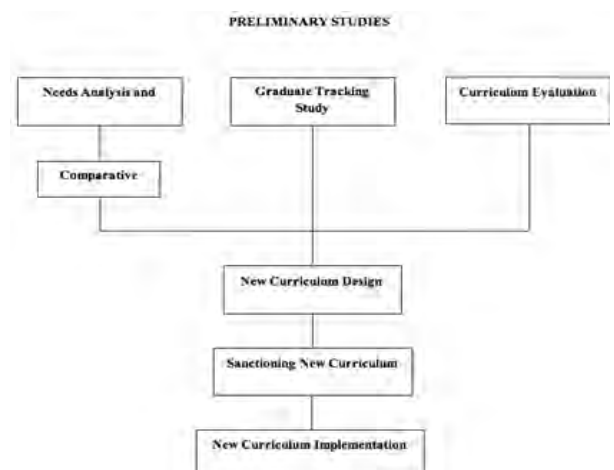 PRELIMINARY STUDIES
Needs Analysis and
Graduate Tracking
Study
Curriculum Evaluation
Comparative
New Curriculum Design
Sanctioning New Curriculum
New Curriculum Implementation